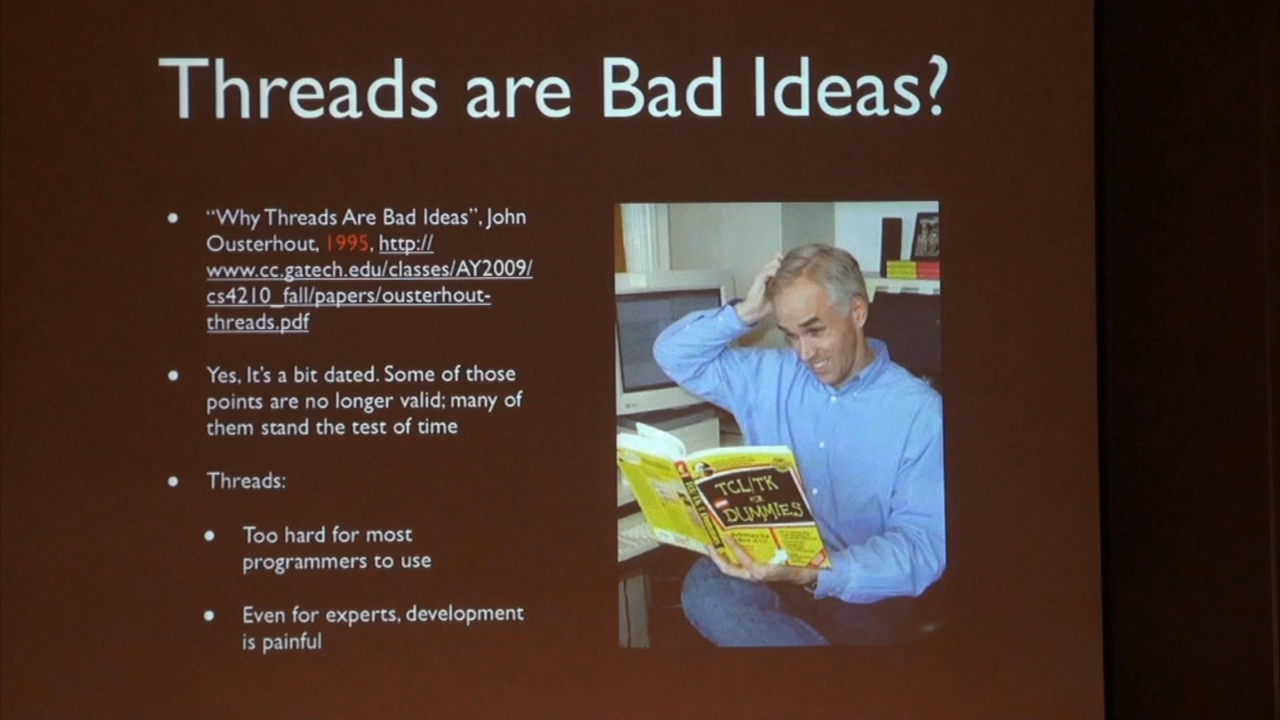 Threads are Bad Ideas?
“Why Threads Are Bad Ideas”, John
Ousterhout, 1995, http://
www.cc.gatech.edu/classes/AY2009/
cs4210_fall/papers/ousterhout-
threads.pdf
Yes, It’s a bit dated. Some of those
points are no longer valid; many of
them stand the test of time
Threads:
Too hard for most
programmers to use
Even for experts, development
is painful
TCL/TK
FOR
DUMMIES